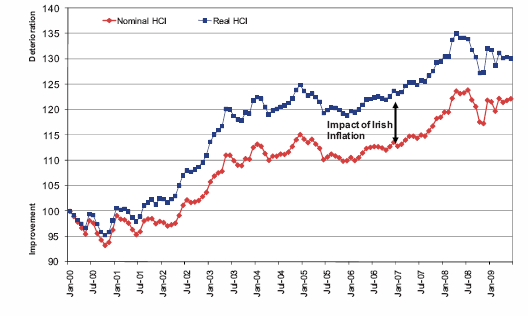 Deterioration
Improvement
140
135
130
125
120
115
110
105
100
95
90
Nominal HCI
Real HCI
Impact of Irish
Inflation
Jan-00
Jul-00
Jan-01
Jul-01
Jan-02
Jul-02
Jan-03
Jul-03
Jan-04
Jul-04
Jan-05
Jul-05
Jan-06
Jul-06
Jan-07
Jul-07
Jan-08
Jul-08
Jan-09